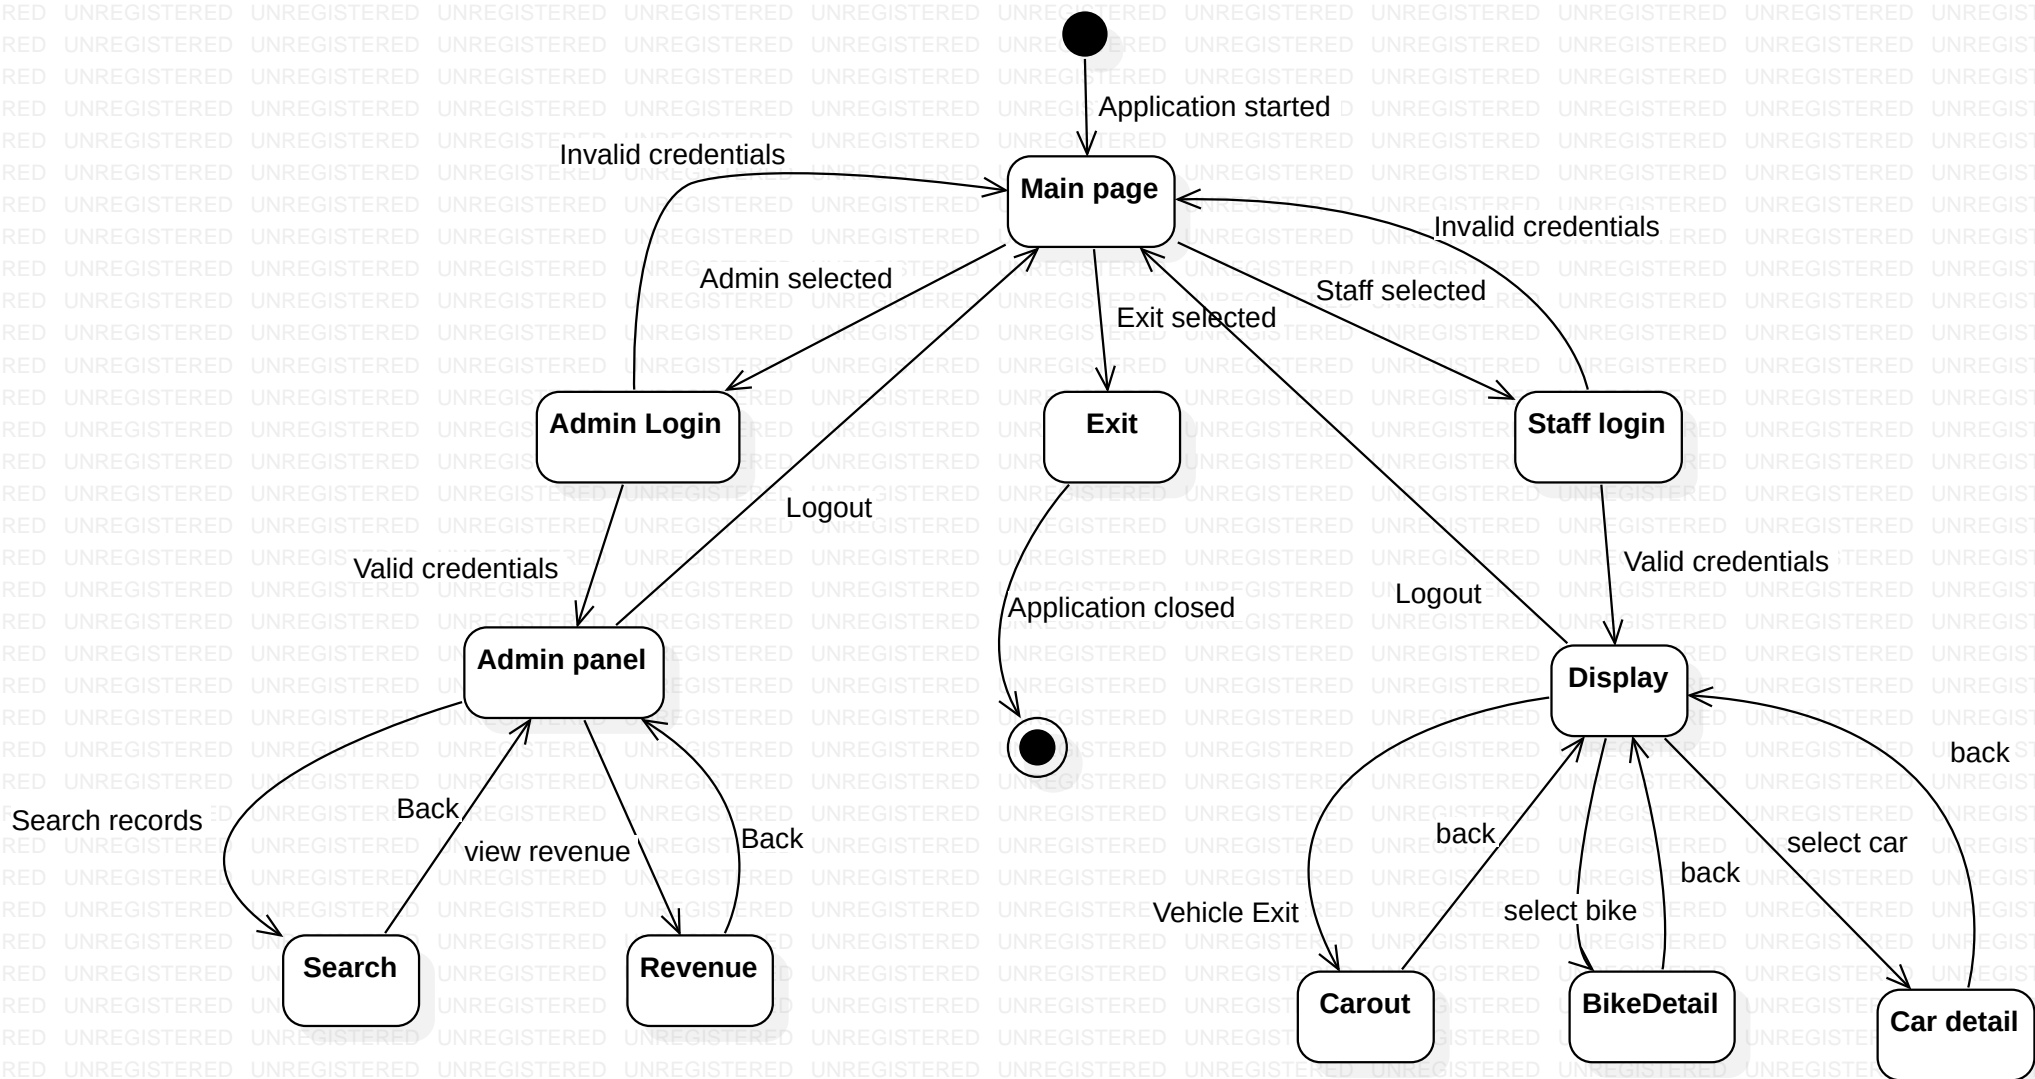 Application started
Invalid credentials
Main page
Invalid credentials
Admin selected
Staff selected
Exit selected
Admin Login
Exit
Staff login
Logout
Valid credentials
Valid credentials
Logout
Application closed
Admin panel
Display
back
Search records
Back
view revenue
Back
back
select car
back
Vehicle Exit
select bike
Search
Revenue
Carout
BikeDetail
Car detail
UNREGISTERED